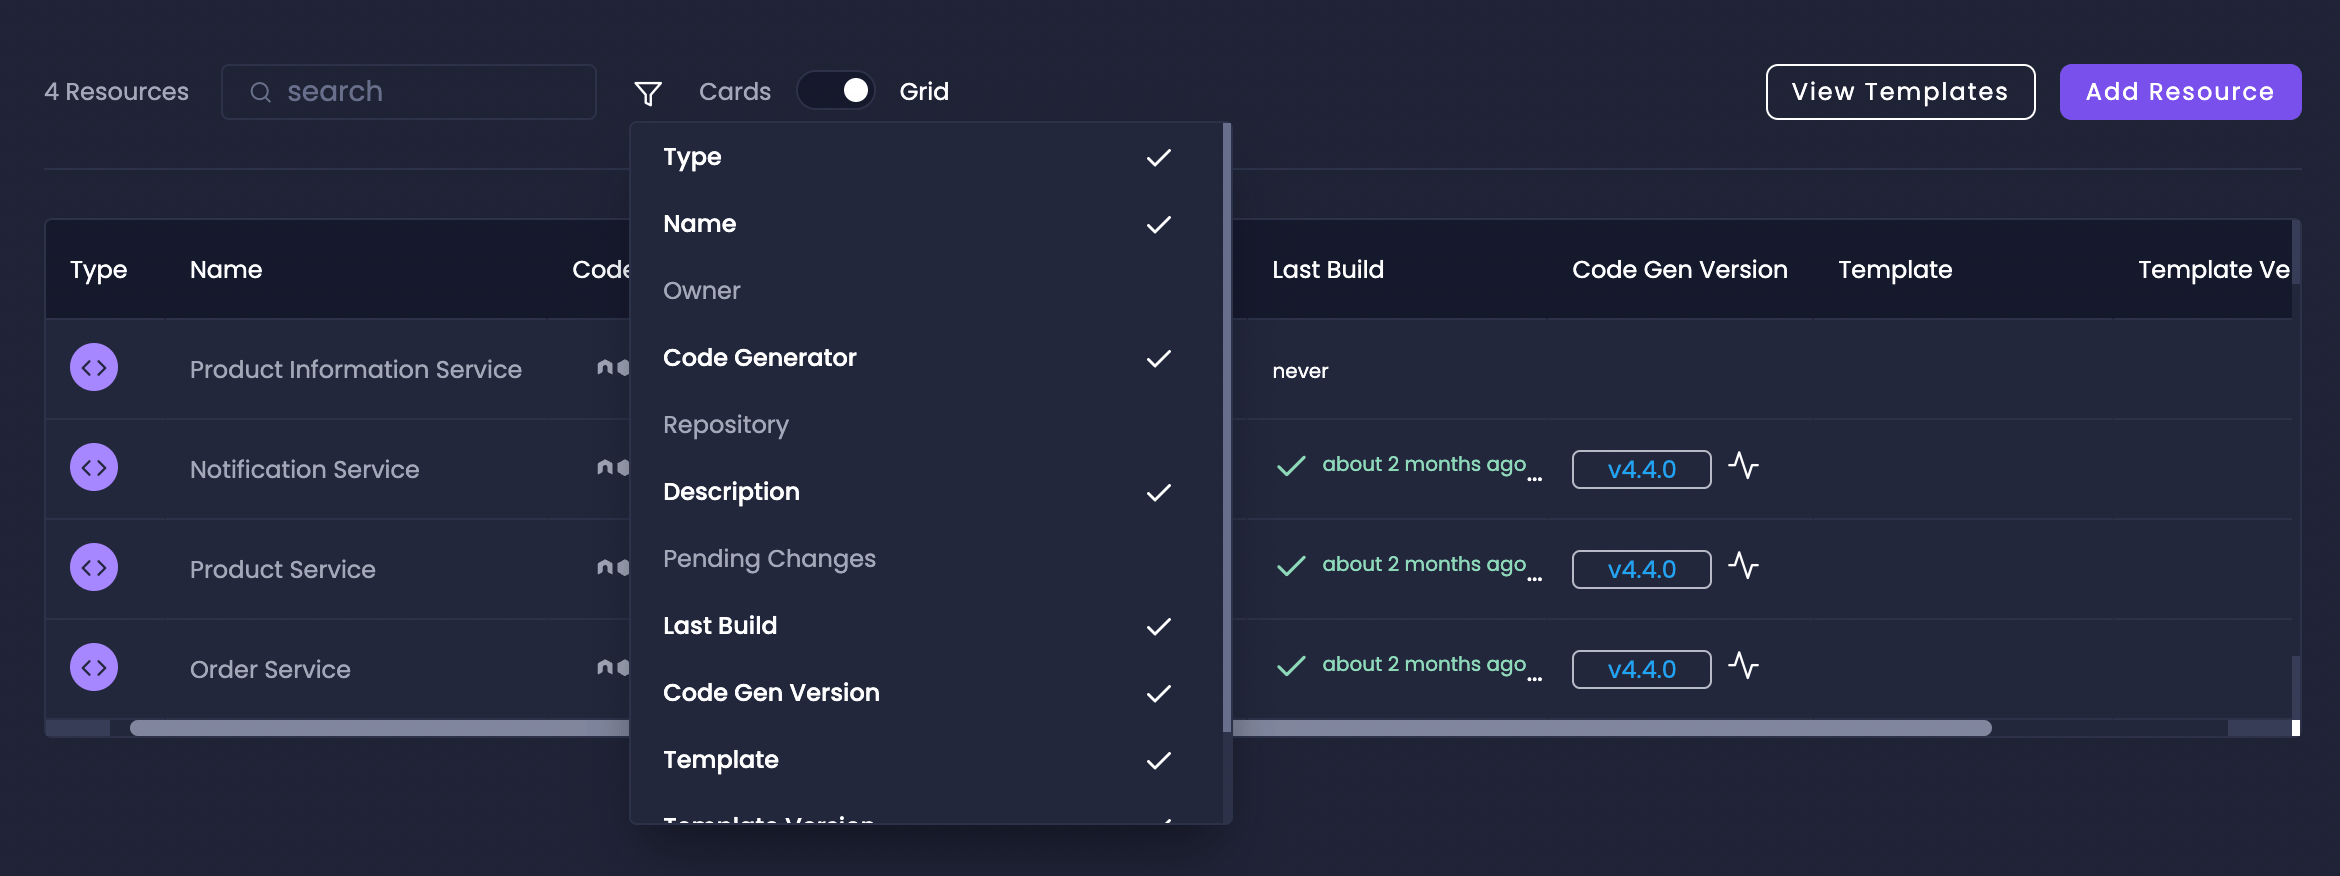 4 Resources
search
Cards
Grid
View Templates
Add Resource
Type
Name
Owner
Code Generator
Repository
Description
Pending Changes
Last Build
Code Gen Version
Template
Template Version
Type Name Code Last Build Code Gen Version Template Template Ve
Product Information Service never
Notification Service about 2 months ago ... v4.4.0
Product Service about 2 months ago ... v4.4.0
Order Service about 2 months ago ... v4.4.0